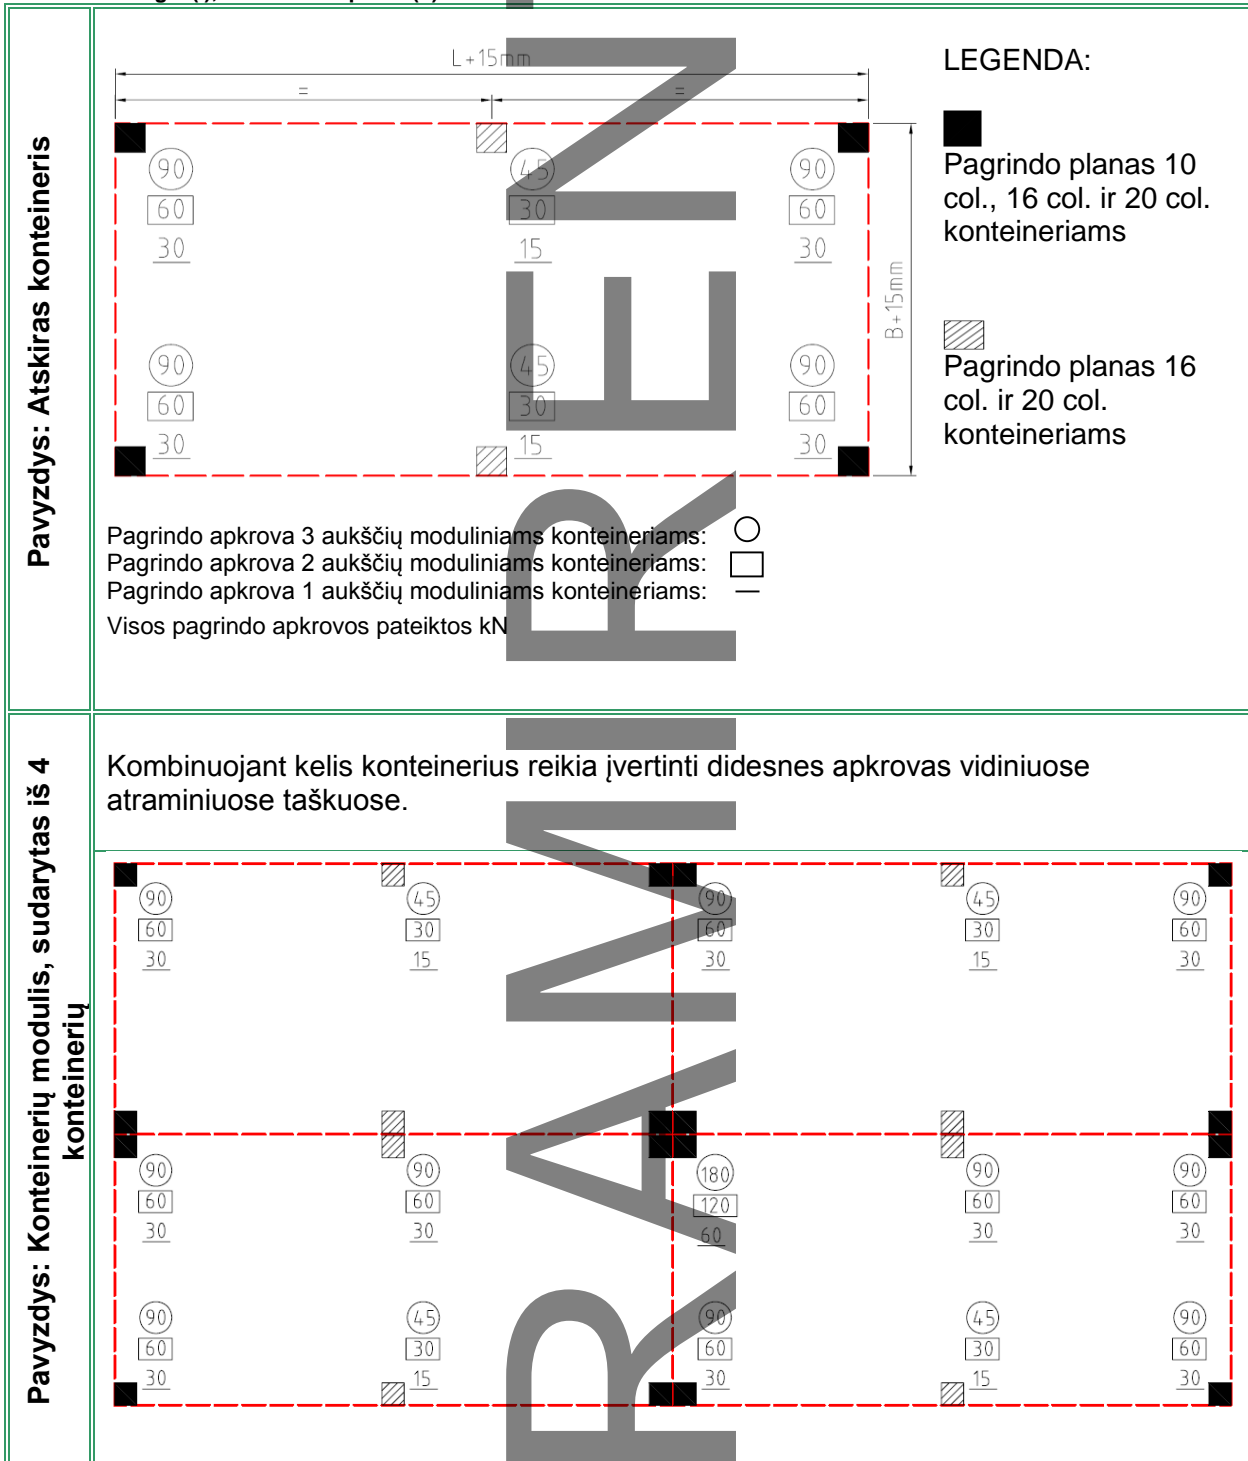 Pavyzdys: Atskiras konteineris
L+15mm
= =
90 45 90
60 30 60
30 15 30
B+15mm
90 45 90
60 30 60
30 15 30
LEGENDA:
Pagrindo planas 10
col., 16 col. ir 20 col.
konteineriams
Pagrindo planas 16
col. ir 20 col.
konteineriams
Pagrindo apkrova 3 aukščių moduliniams konteineriams:
Pagrindo apkrova 2 aukščių moduliniams konteineriams:
Pagrindo apkrova 1 aukščių moduliniams konteineriams:
Visos pagrindo apkrovos pateiktos kN
Pavyzdys: Konteinerių modulis, sudarytas iš 4
konteinerių
Kombinuojant kelis konteinerius reikia įvertinti didesnes apkrovas vidiniuose
atraminiuose taškuose.
90 45 90 45 90
60 30 60 30 60
30 15 30 15 30
90 90 180 90 90
60 60 120 60 60
30 30 60 30 30
90 45 90 45 90
60 30 60 30 60
30 15 30 15 30
RAMIRENT